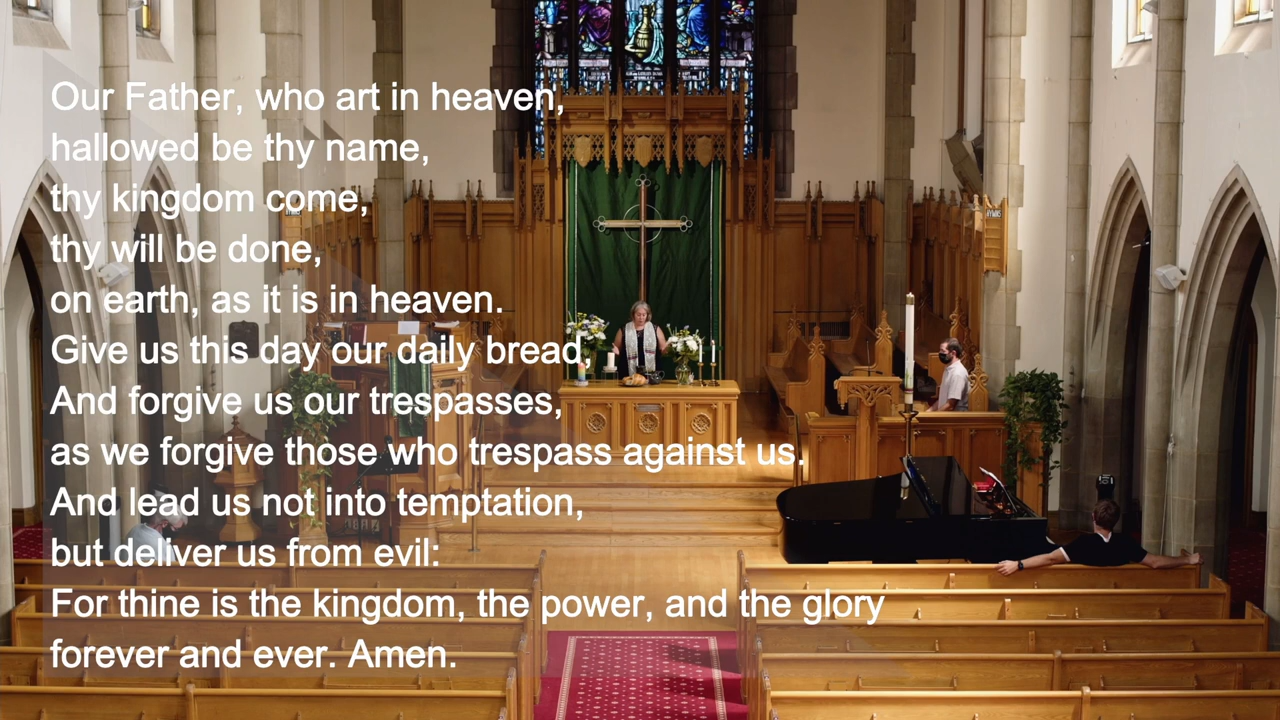 Our Father, who art in heaven,
hallowed be thy name,
thy kingdom come,
thy will be done,
on earth, as it is in heaven.
Give us this day our daily bread,
And forgive us our trespasses,
as we forgive those who trespass against us.
And lead us not into temptation,
but deliver us from evil:
For thine is the kingdom, the power, and the glory
forever and ever. Amen.
HYMNS